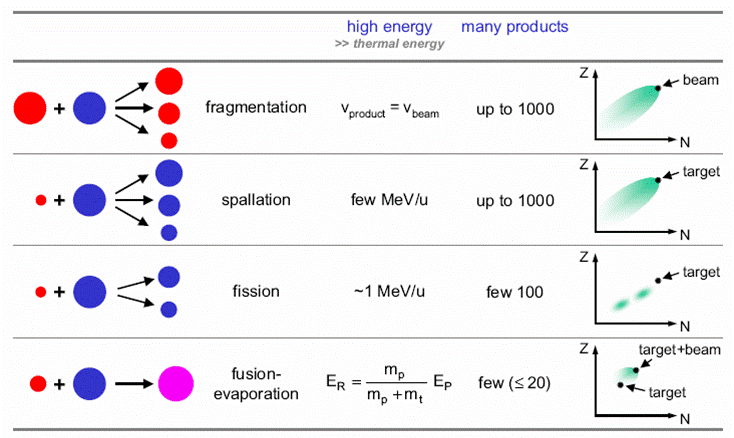 high energy many products
>> thermal energy
+ fragmentation v_product = v_beam up to 1000 Z beam N
+ spallation few MeV/u up to 1000 Z target N
+ fission ~1 MeV/u few 100 Z target N
+ fusion-
evaporation E_R = m_p / (m_p + m_t) E_P few (≤ 20) Z target+beam
target
N